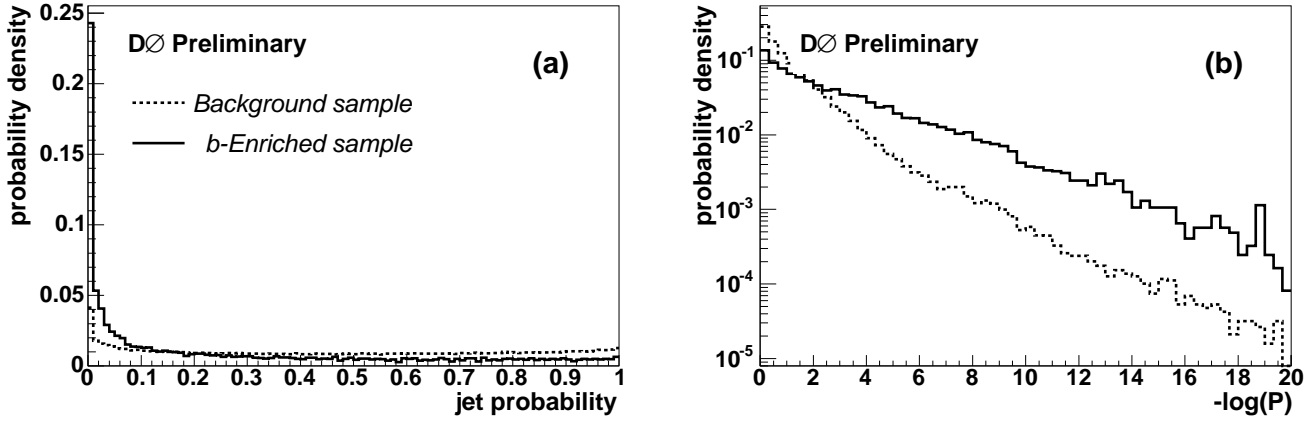 probability density
0.25
0.2
0.15
0.1
0.05
0
DØ Preliminary
(a)
Background sample
b-Enriched sample
0 0.1 0.2 0.3 0.4 0.5 0.6 0.7 0.8 0.9 1
jet probability
probability density
10⁻¹
10⁻²
10⁻³
10⁻⁴
10⁻⁵
DØ Preliminary
(b)
0 2 4 6 8 10 12 14 16 18 20
-log(P)